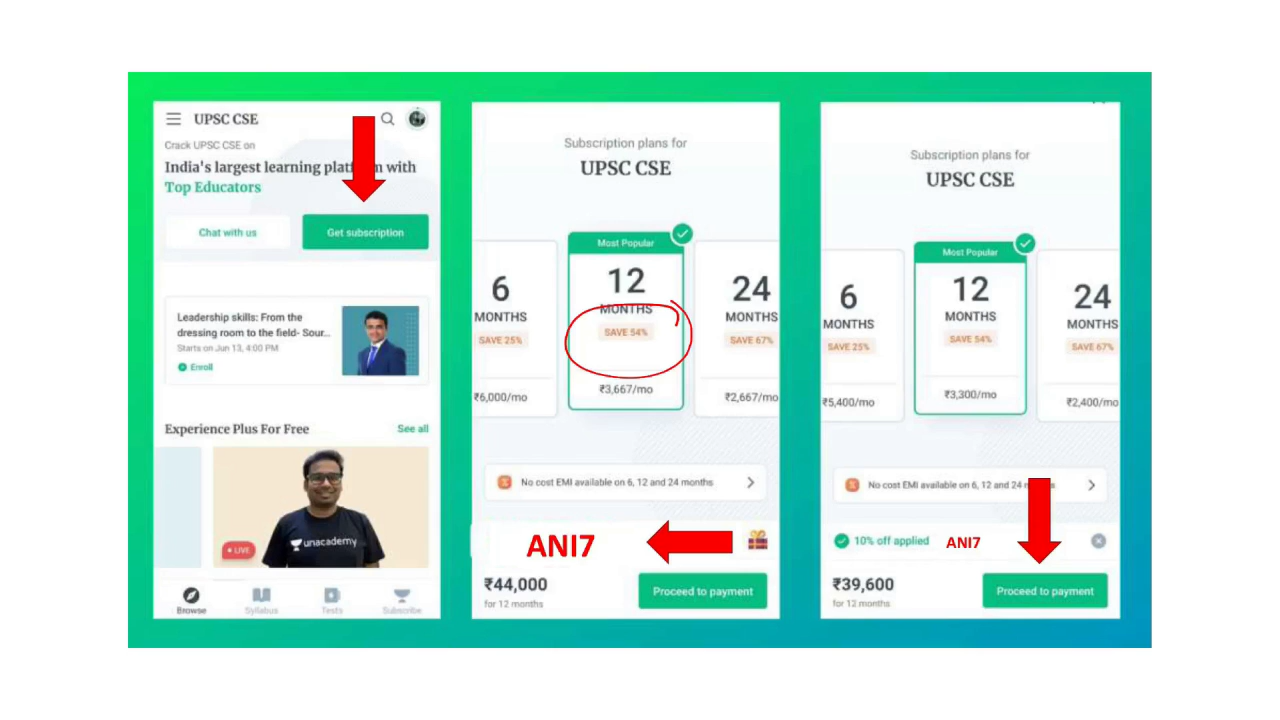 UPSC CSE
Crack UPSC CSE on
India's largest learning platform with
Top Educators
Chat with us
Get subscription
Leadership skills: From the
dressing room to the field- Sour...
Starts on Jun 13, 4:00 PM
Enroll
Experience Plus For Free
See all
LIVE
unacademy
Browse
Syllabus
Tests
Subscribe
Subscription plans for
UPSC CSE
6
MONTHS
SAVE 25%
₹6,000/mo
Most Popular
12
MONTHS
SAVE 54%
₹3,667/mo
24
MONTHS
SAVE 67%
₹2,667/mo
No cost EMI available on 6, 12 and 24 months
ANI7
₹44,000
for 12 months
Proceed to payment
Subscription plans for
UPSC CSE
6
MONTHS
SAVE 25%
₹5,400/mo
Most Popular
12
MONTHS
SAVE 54%
₹3,300/mo
24
MONTHS
SAVE 67%
₹2,400/mo
No cost EMI available on 6, 12 and 24
10% off applied
ANI7
₹39,600
for 12 months
Proceed to payment